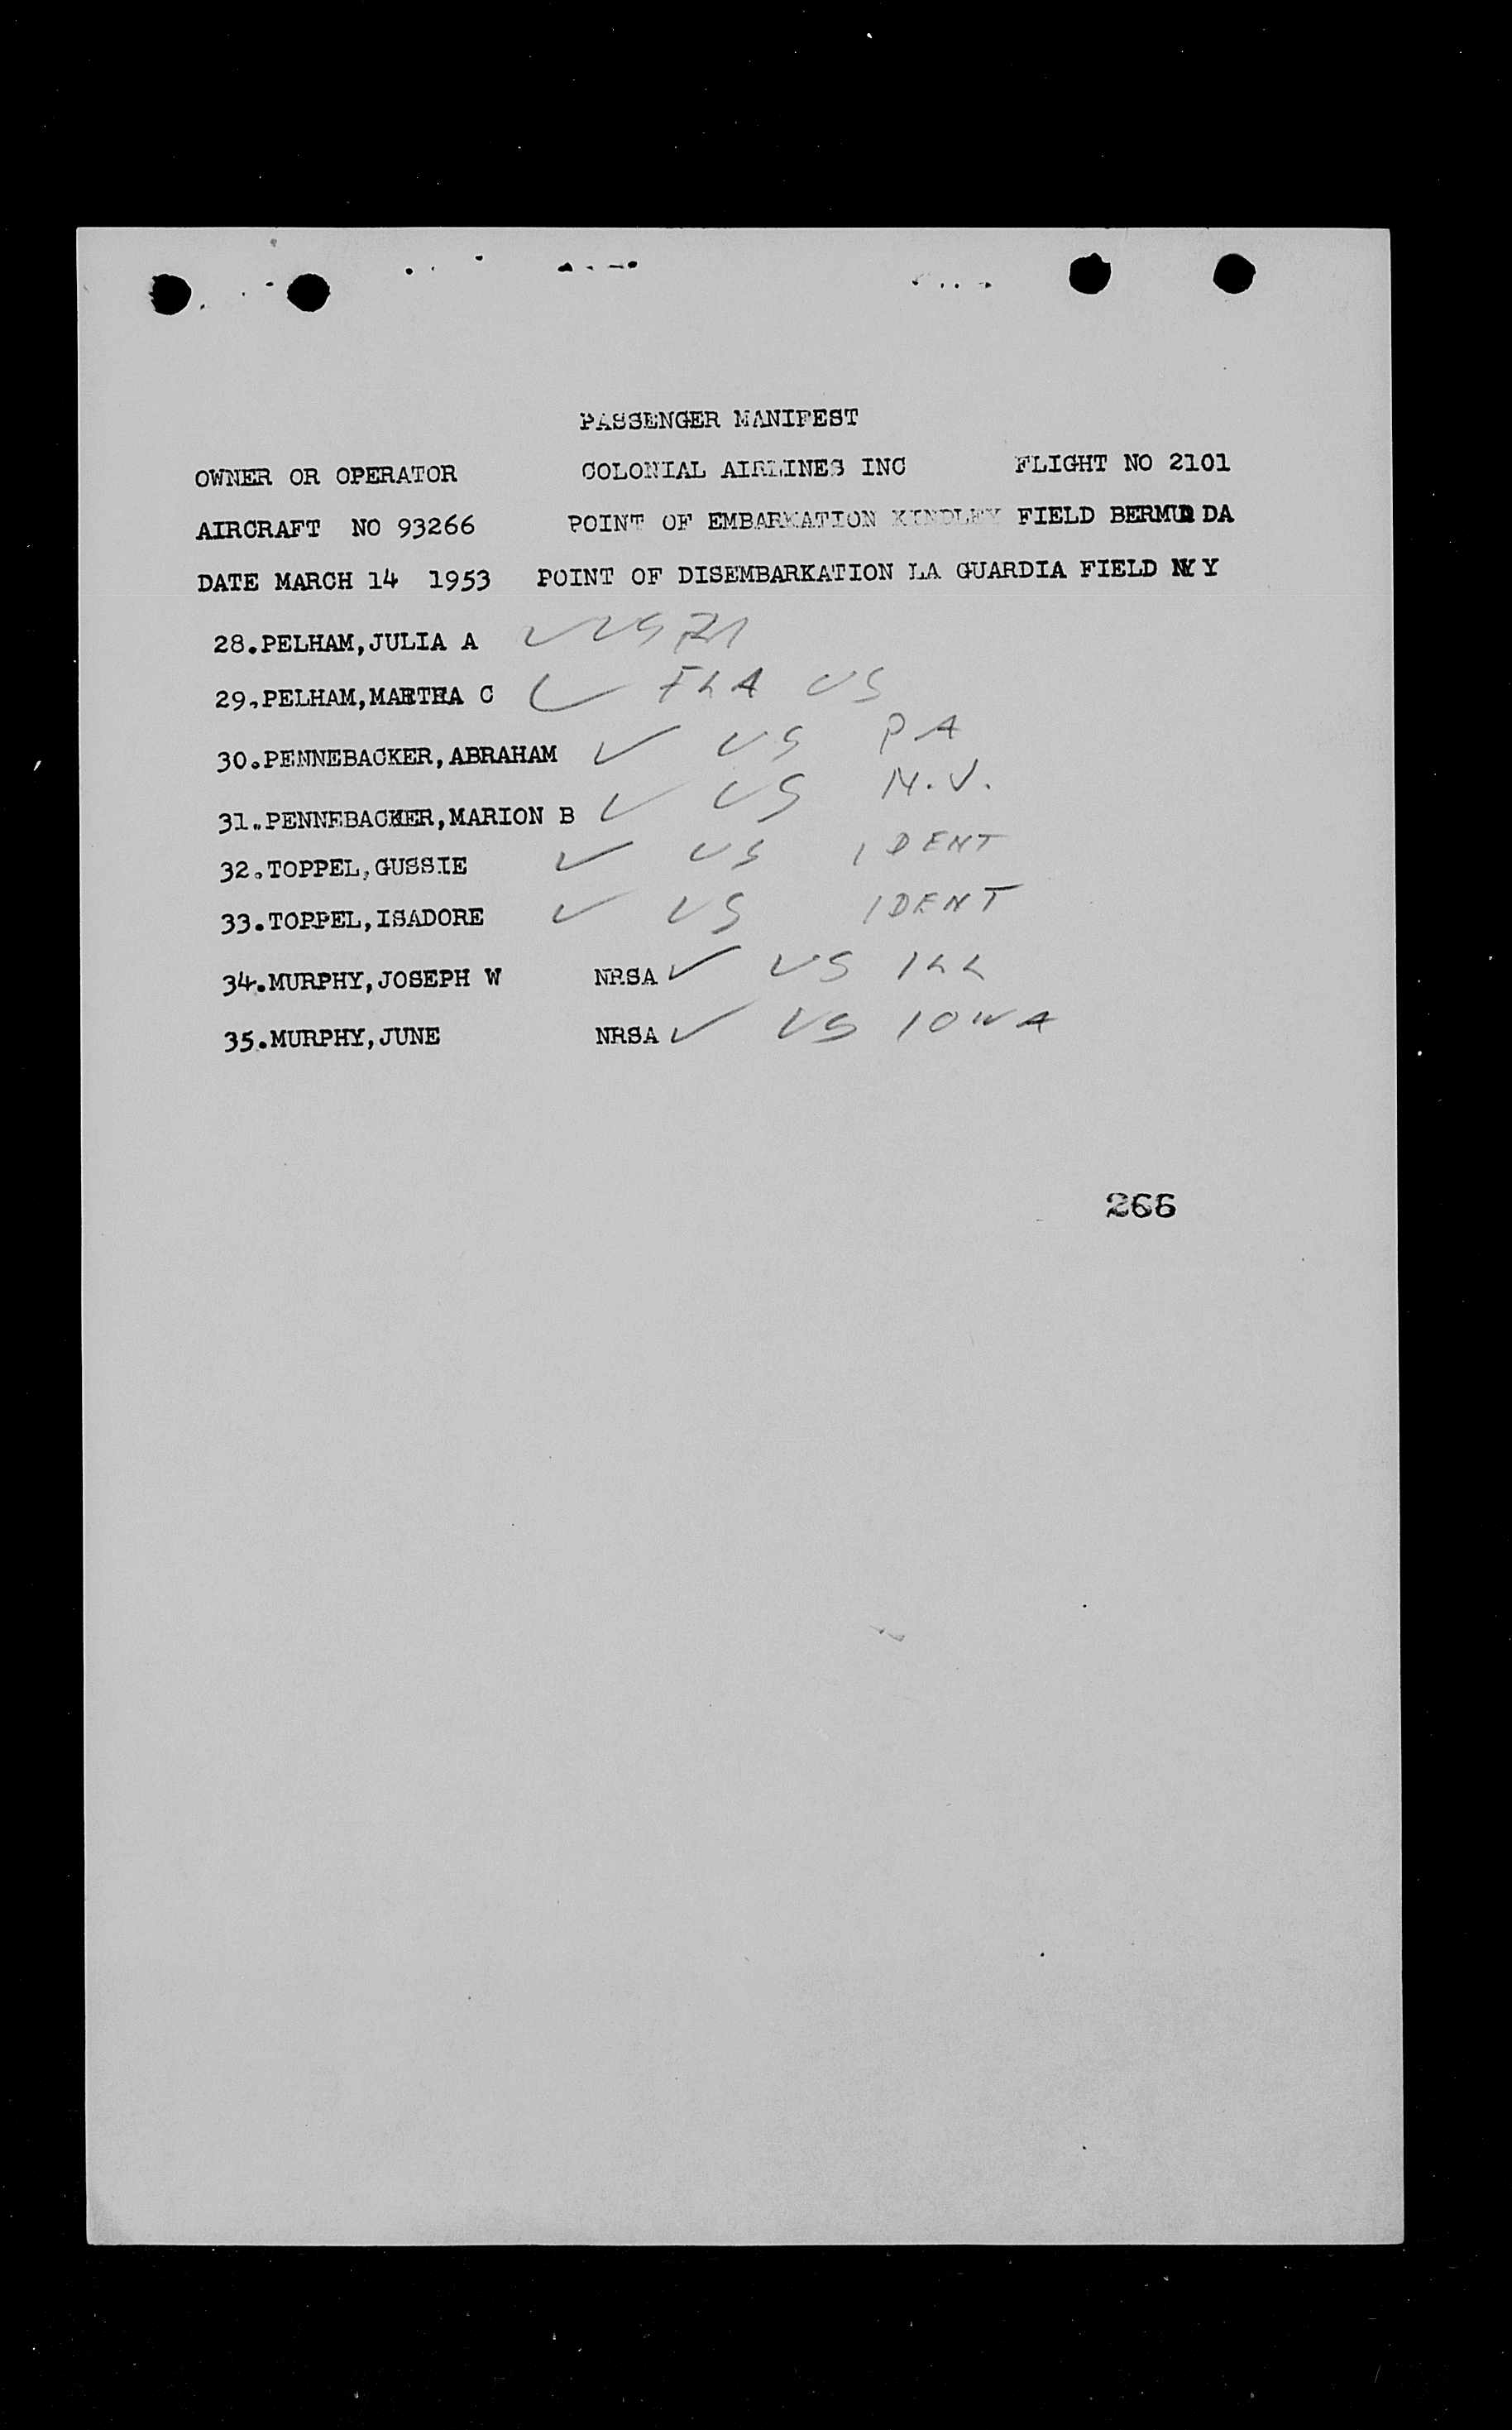 PASSENGER MANIFEST
OWNER OR OPERATOR COLONIAL AIRLINES INC FLIGHT NO 2101
AIRCRAFT NO 93266 POINT OF EMBARKATION KINDLEY FIELD BERMUDA
DATE MARCH 14 1953 POINT OF DISEMBARKATION LA GUARDIA FIELD N Y
28.PELHAM,JULIA A ✓ US
29.PELHAM,MARTHA C ✓ FLA US
30.PENNEBACKER,ABRAHAM ✓ US PA
31.PENNEBACKER,MARION B ✓ US
32.TOPPEL,GUSSIE ✓ US IDENT
33.TOPPEL,ISADORE ✓ US IDENT
34.MURPHY,JOSEPH W NRSA ✓ US ILL
35.MURPHY,JUNE NRSA ✓ US IOWA
266